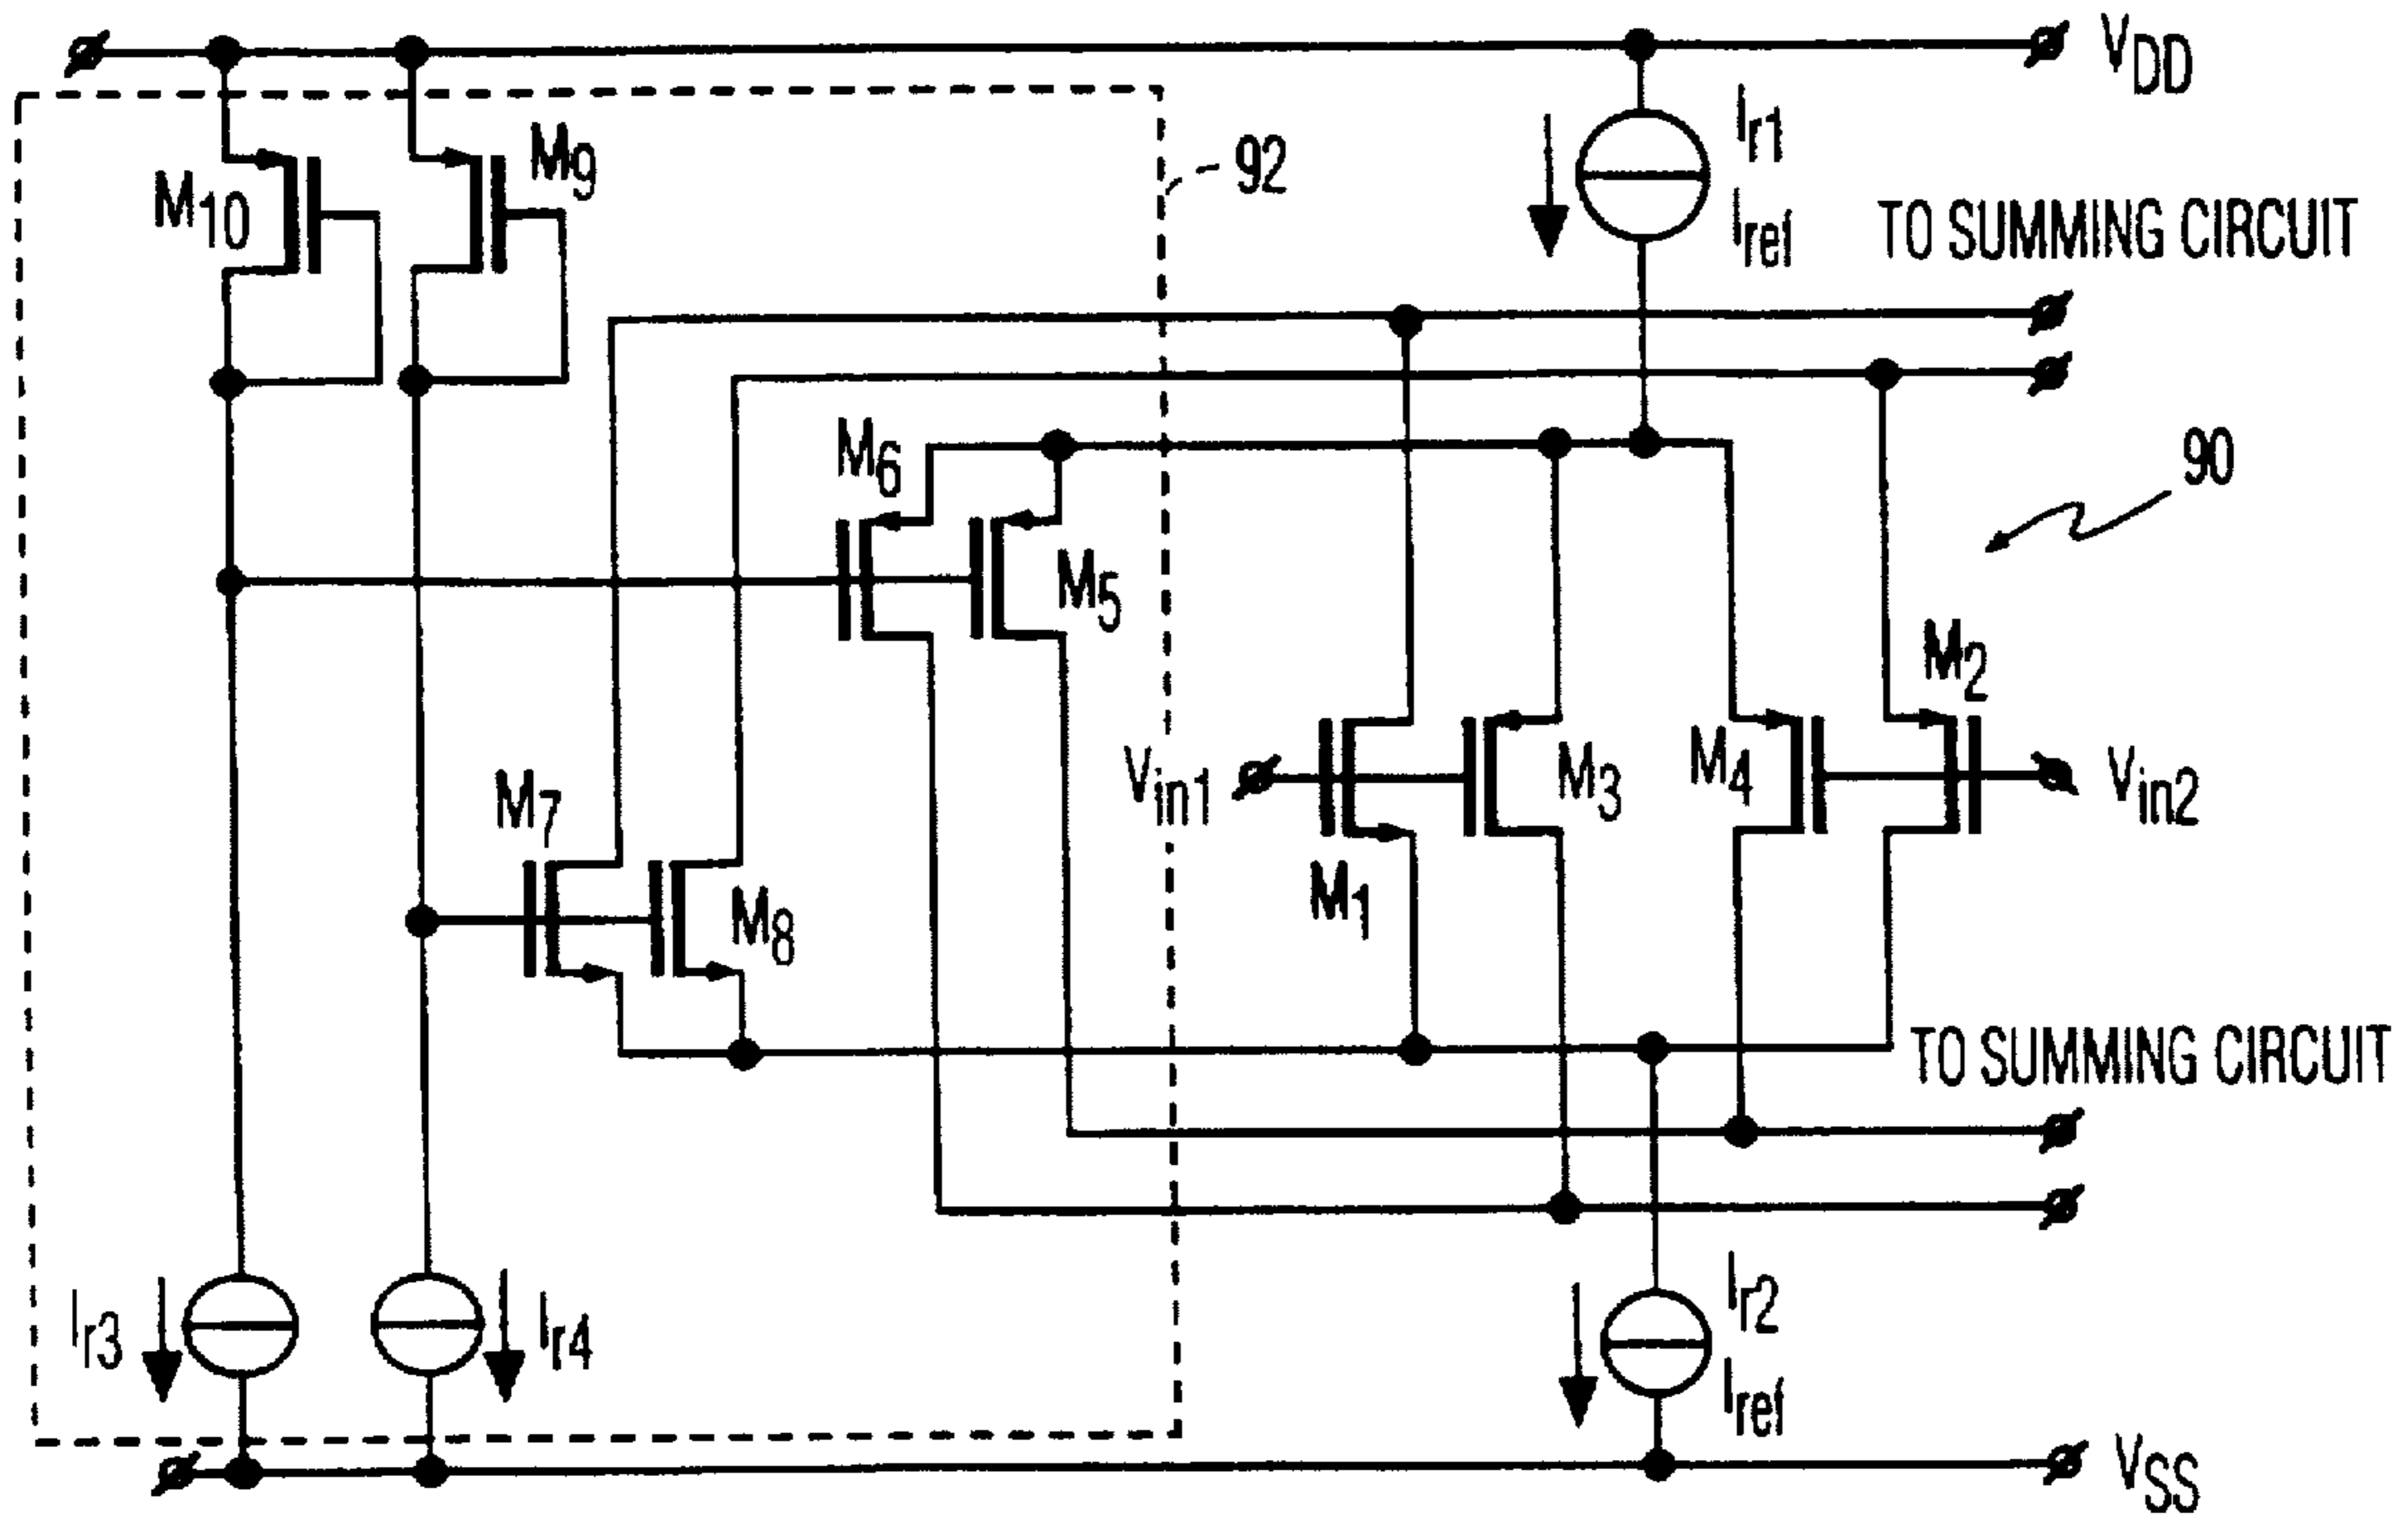 VDD
Ir1
M9
92
M10
Iref
TO SUMMING CIRCUIT
M6
90
M5
M2
Vin1
M3
M4
Vin2
M7
M1
M8
TO SUMMING CIRCUIT
Ir2
Ir3
Ir4
Iref
VSS